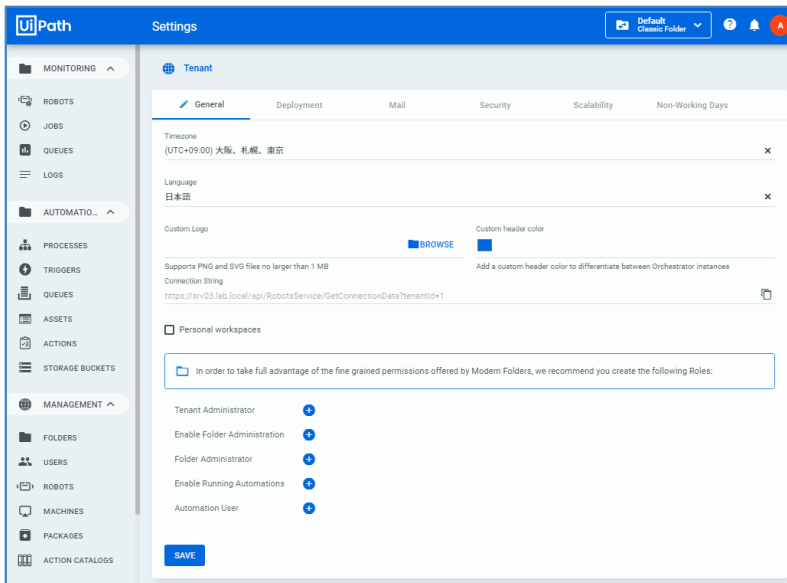 UiPath
Settings
Default
Classic Folder
A
MONITORING
ROBOTS
JOBS
QUEUES
LOGS
AUTOMATIO...
PROCESSES
TRIGGERS
QUEUES
ASSETS
ACTIONS
STORAGE BUCKETS
MANAGEMENT
FOLDERS
USERS
ROBOTS
MACHINES
PACKAGES
ACTION CATALOGS
Tenant
General Deployment Mail Security Scalability Non-Working Days
Timezone
(UTC+09:00) 大阪、札幌、東京
Language
日本語
Custom Logo
BROWSE
Supports PNG and SVG files no larger than 1 MB
Custom header color
Add a custom header color to differentiate between Orchestrator instances
Connection String
https://srv03.lab.local/api/RobotsService/GetConnectionData?tenantId=1
Personal workspaces
In order to take full advantage of the fine grained permissions offered by Modern Folders, we recommend you create the following Roles:
Tenant Administrator
Enable Folder Administration
Folder Administrator
Enable Running Automations
Automation User
SAVE